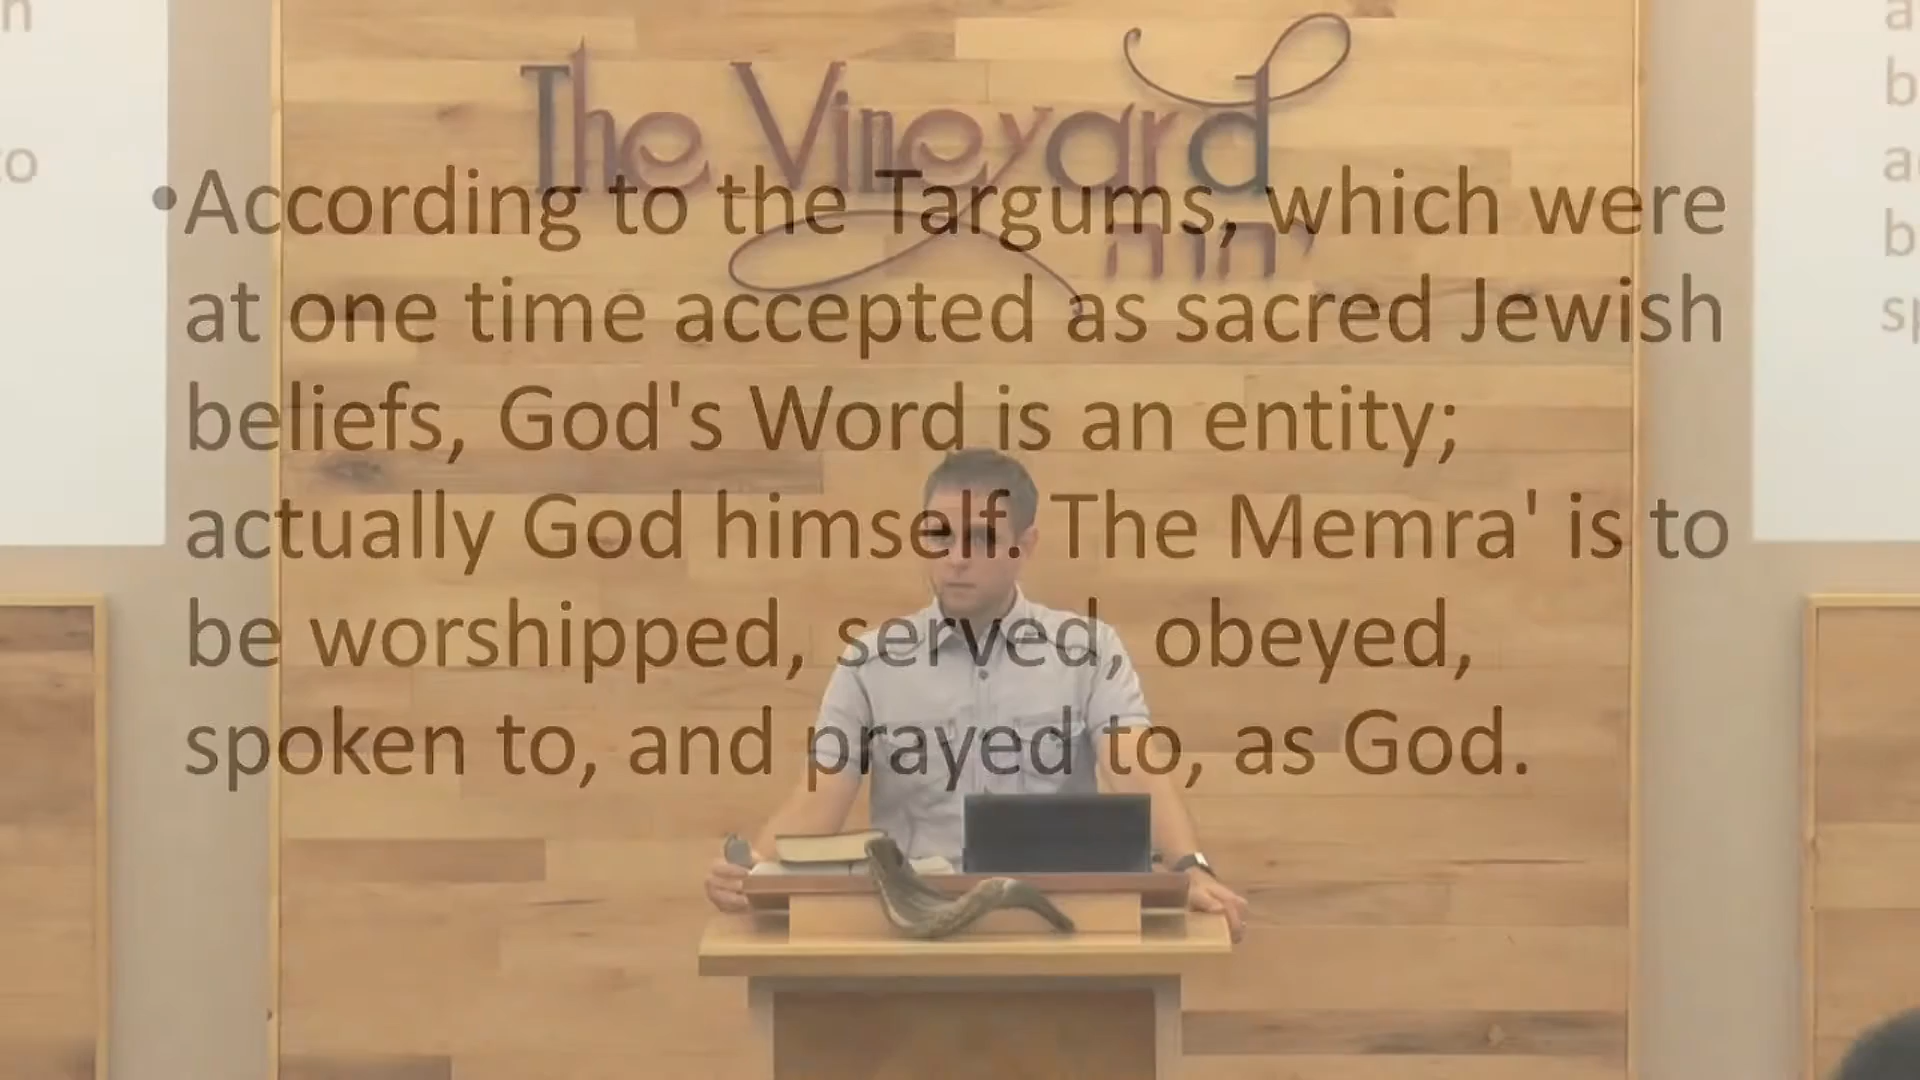 The Vineyard
יהוה
•According to the Targums, which were
at one time accepted as sacred Jewish
beliefs, God's Word is an entity;
actually God himself. The Memra' is to
be worshipped, served, obeyed,
spoken to, and prayed to, as God.